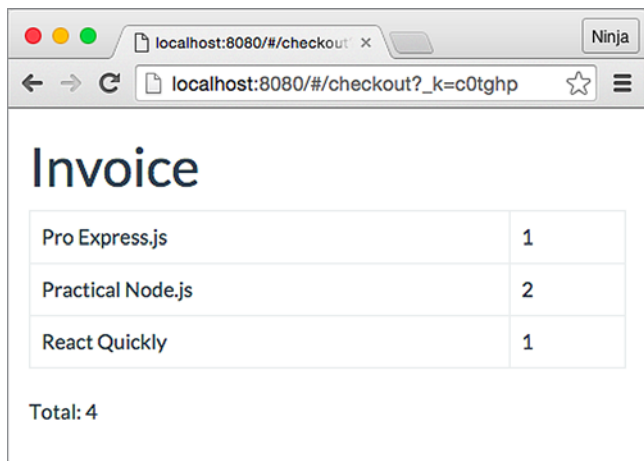 localhost:8080/#/checkout
Ninja
localhost:8080/#/checkout?_k=c0tghp
Invoice
Pro Express.js 1
Practical Node.js 2
React Quickly 1
Total: 4